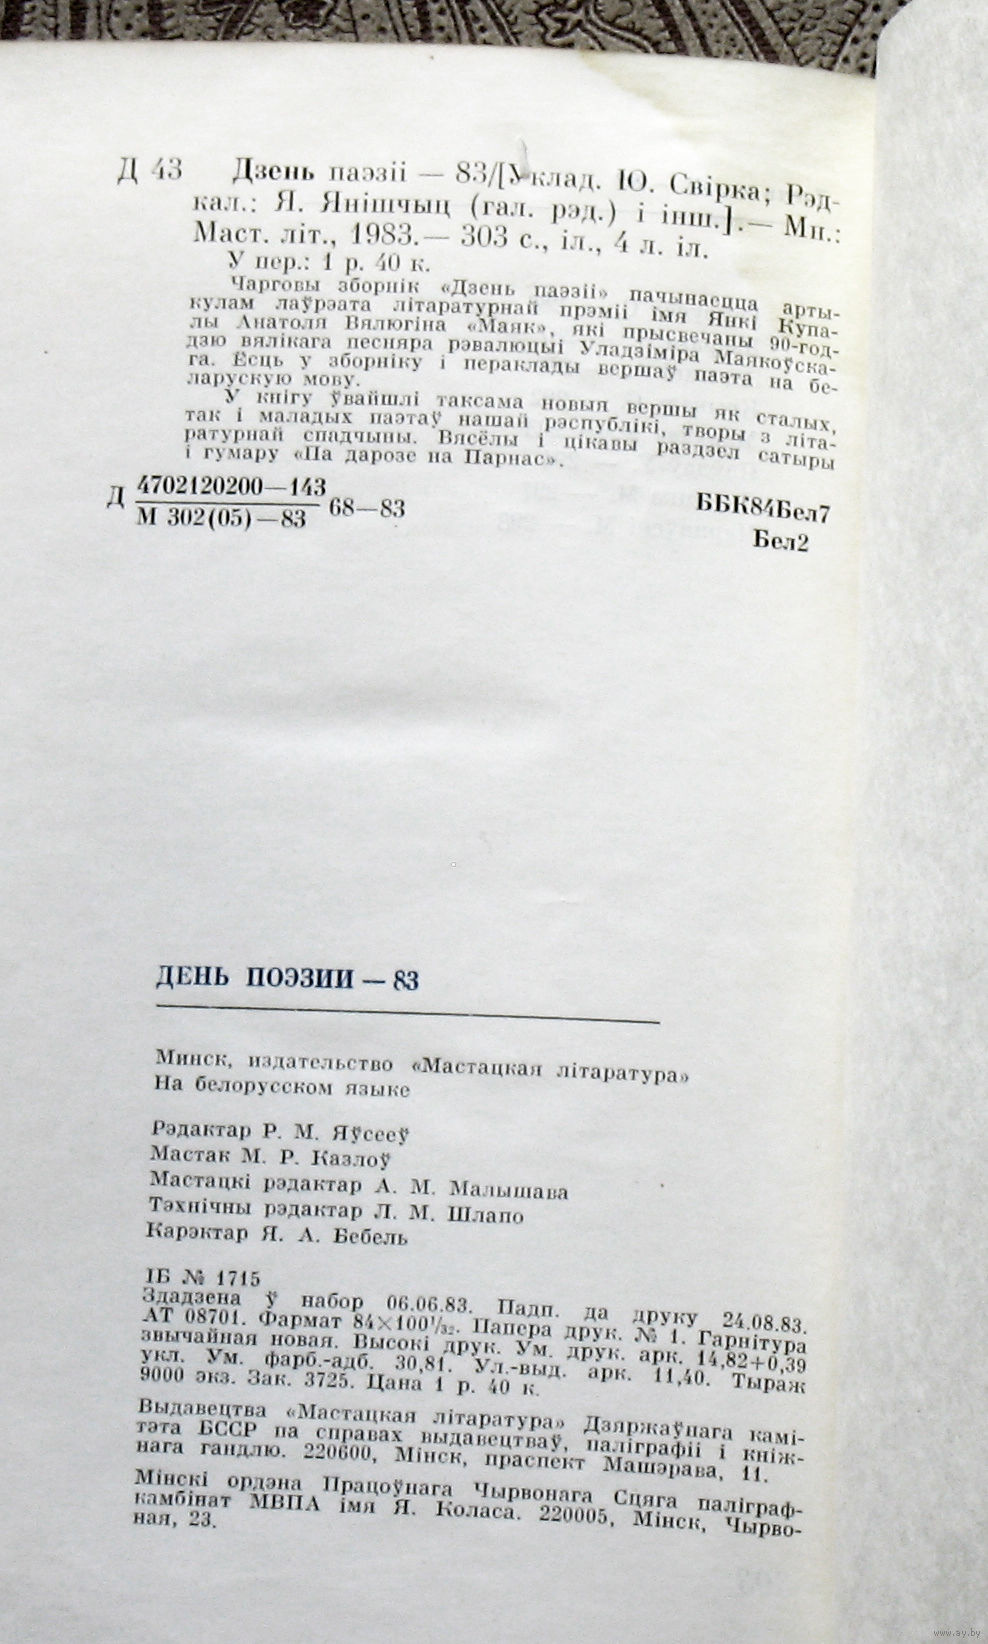 Д 43 Дзень паэзіі — 83/[Уклад. Ю. Свірка; Рэд-
кал.: Я. Янішчыц (гал. рэд.) і інш.].— Мн.:
Маст. літ., 1983.— 303 с., іл., 4 л. іл.
У пер.: 1 р. 40 к.
Чарговы зборнік «Дзень паэзіі» пачынаецца арты-
кулам лаўрэата літаратурнай прэміі імя Янкі Купа-
лы Анатоля Вялюгіна «Маяк», які прысвечаны 90-год-
дзю вялікага песняра рэвалюцыі Уладзіміра Маякоўска-
га. Ёсць у зборніку і пераклады вершаў паэта на бе-
ларускую мову.
У кнігу ўвайшлі таксама новыя вершы як сталых,
так і маладых паэтаў нашай рэспублікі, творы з літа-
ратурнай спадчыны. Вясёлы і цікавы раздзел сатыры
і гумару «Па дарозе на Парнас».
Д 4702120200—143
М 302(05)—83 68—83
ББК84Бел7
Бел2
ДЕНЬ ПОЭЗИИ — 83
Минск, издательство «Мастацкая літаратура»
На белорусском языке
Рэдактар Р. М. Яўсееў
Мастак М. Р. Казлоў
Мастацкі рэдактар А. М. Малышава
Тэхнічны рэдактар Л. М. Шлапо
Карэктар Я. А. Бебель
ІБ № 1715
Здадзена ў набор 06.06.83. Падп. да друку 24.08.83.
АТ 08701. Фармат 84×100¹/₃₂. Папера друк. № 1. Гарнітура
звычайная новая. Высокі друк. Ум. друк. арк. 14,82+0,39
укл. Ум. фарб.-адб. 30,81. Ул.-выд. арк. 11,40. Тыраж
9000 экз. Зак. 3725. Цана 1 р. 40 к.
Выдавецтва «Мастацкая літаратура» Дзяржаўнага камі-
тэта БССР па справах выдавецтваў, паліграфіі і кніж-
нага гандлю. 220600, Мінск, праспект Машэрава, 11.
Мінскі ордэна Працоўнага Чырвонага Сцяга паліграф-
камбінат МВПА імя Я. Коласа. 220005, Мінск, Чырво-
ная, 23.
www.ay.by